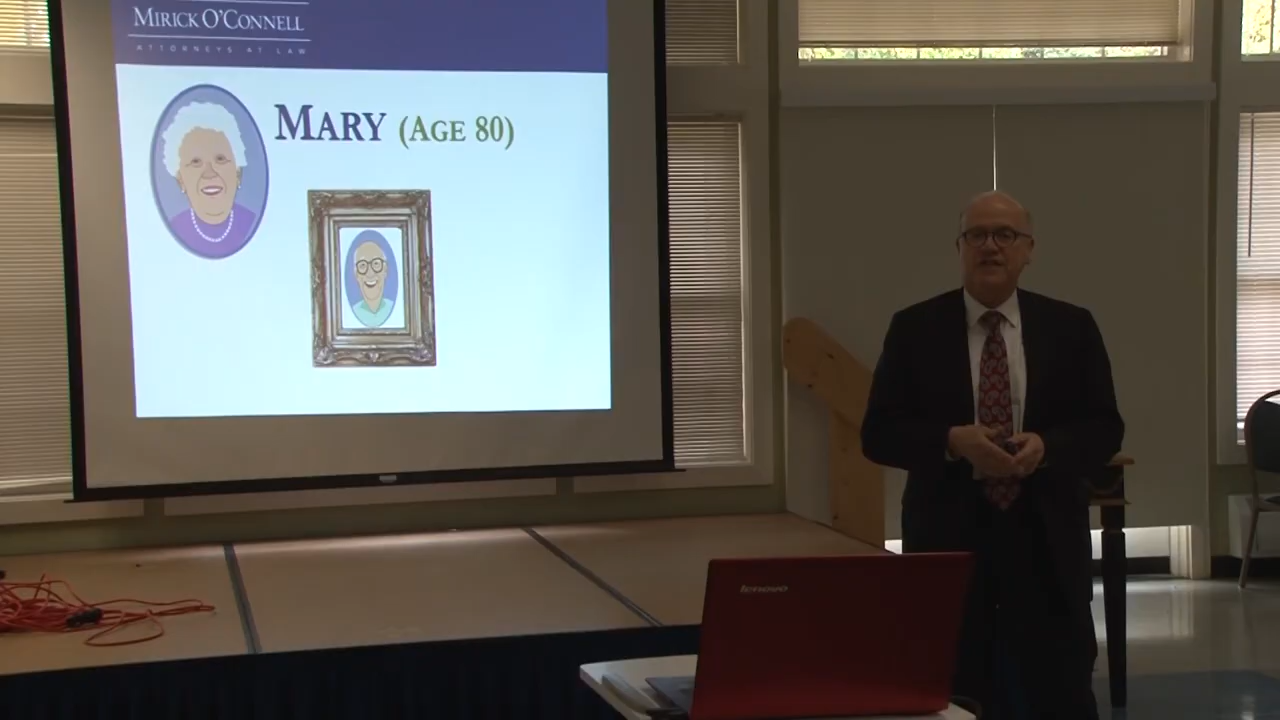 MIRICK O'CONNELL
ATTORNEYS AT LAW
MARY (AGE 80)
lenovo